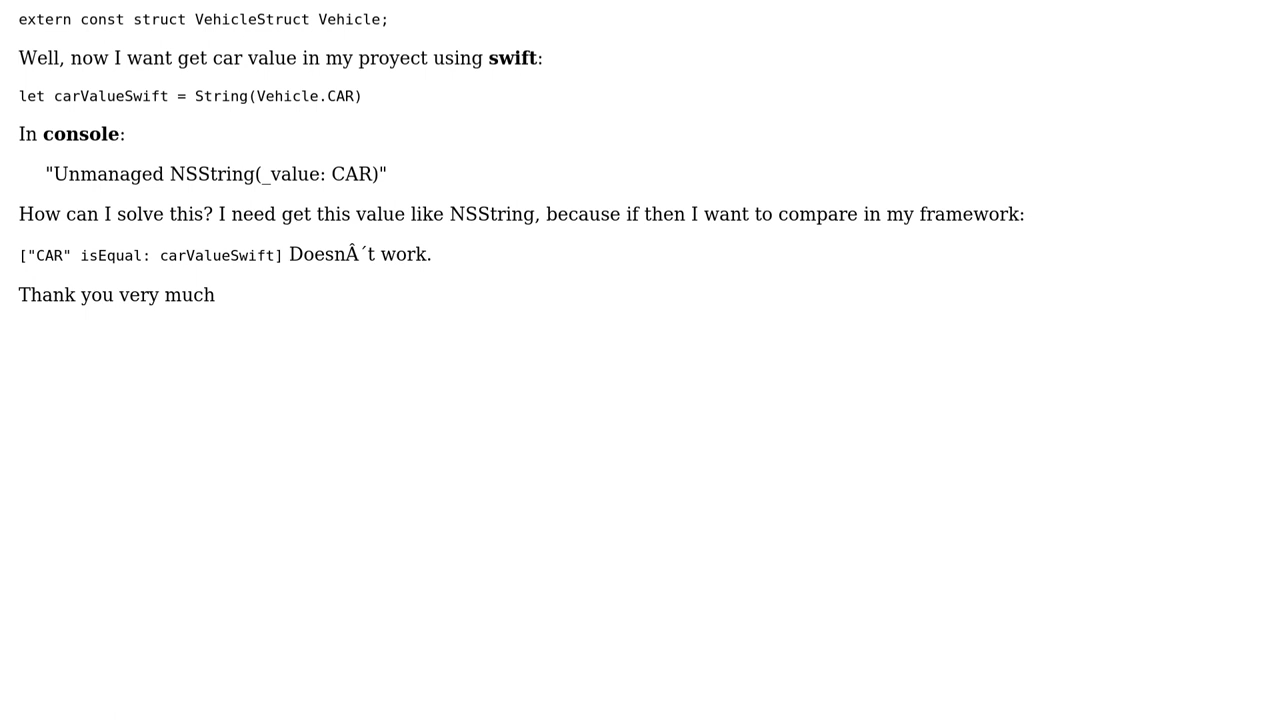 extern const struct VehicleStruct Vehicle;
Well, now I want get car value in my proyect using swift:
let carValueSwift = String(Vehicle.CAR)
In console:
"Unmanaged NSString(_value: CAR)"
How can I solve this? I need get this value like NSString, because if then I want to compare in my framework:
["CAR" isEqual: carValueSwift] DoesnÂ´t work.
Thank you very much